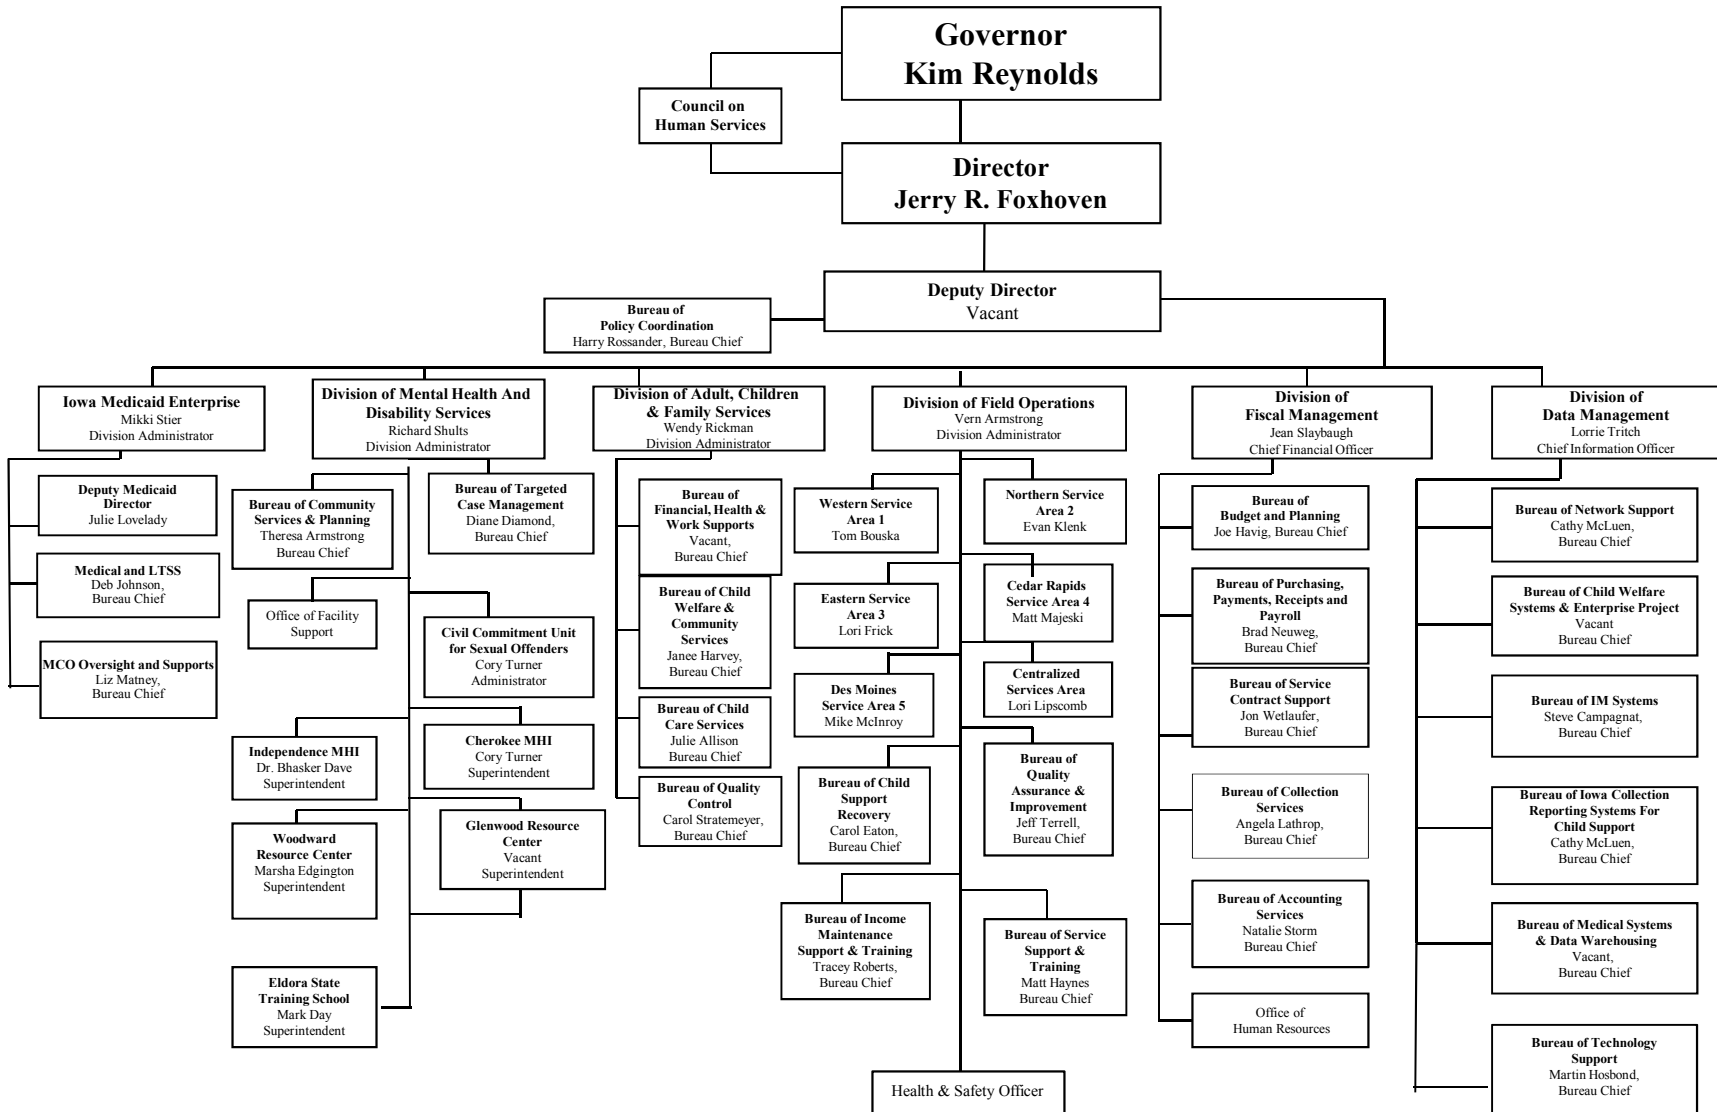 Governor
Kim Reynolds
Council on
Human Services
Director
Jerry R. Foxhoven
Deputy Director
Vacant
Bureau of
Policy Coordination
Harry Rossander, Bureau Chief
Iowa Medicaid Enterprise
Mikki Stier
Division Administrator
Deputy Medicaid
Director
Julie Lovelady
Medical and LTSS
Deb Johnson,
Bureau Chief
MCO Oversight and Supports
Liz Matney,
Bureau Chief
Division of Mental Health And
Disability Services
Richard Shults
Division Administrator
Bureau of Community
Services & Planning
Theresa Armstrong
Bureau Chief
Bureau of Targeted
Case Management
Diane Diamond,
Bureau Chief
Office of Facility
Support
Civil Commitment Unit
for Sexual Offenders
Cory Turner
Administrator
Independence MHI
Dr. Bhasker Dave
Superintendent
Cherokee MHI
Cory Turner
Superintendent
Woodward
Resource Center
Marsha Edgington
Superintendent
Glenwood Resource
Center
Vacant
Superintendent
Eldora State
Training School
Mark Day
Superintendent
Division of Adult, Children
& Family Services
Wendy Rickman
Division Administrator
Bureau of
Financial, Health &
Work Supports
Vacant,
Bureau Chief
Bureau of Child
Welfare &
Community
Services
Janee Harvey,
Bureau Chief
Bureau of Child
Care Services
Julie Allison
Bureau Chief
Bureau of Quality
Control
Carol Stratemeyer,
Bureau Chief
Division of Field Operations
Vern Armstrong
Division Administrator
Western Service
Area 1
Tom Bouska
Northern Service
Area 2
Evan Klenk
Eastern Service
Area 3
Lori Frick
Cedar Rapids
Service Area 4
Matt Majeski
Des Moines
Service Area 5
Mike McInroy
Centralized
Services Area
Lori Lipscomb
Bureau of Child
Support
Recovery
Carol Eaton,
Bureau Chief
Bureau of
Quality
Assurance &
Improvement
Jeff Terrell,
Bureau Chief
Bureau of Income
Maintenance
Support & Training
Tracey Roberts,
Bureau Chief
Bureau of Service
Support &
Training
Matt Haynes
Bureau Chief
Health & Safety Officer
Division of
Fiscal Management
Jean Slaybaugh
Chief Financial Officer
Bureau of
Budget and Planning
Joe Havig, Bureau Chief
Bureau of Purchasing,
Payments, Receipts and
Payroll
Brad Neuweg,
Bureau Chief
Bureau of Service
Contract Support
Jon Wetlaufer,
Bureau Chief
Bureau of Collection
Services
Angela Lathrop,
Bureau Chief
Bureau of Accounting
Services
Natalie Storm
Bureau Chief
Office of
Human Resources
Division of
Data Management
Lorrie Tritch
Chief Information Officer
Bureau of Network Support
Cathy McLuen,
Bureau Chief
Bureau of Child Welfare
Systems & Enterprise Project
Vacant
Bureau Chief
Bureau of IM Systems
Steve Campagnat,
Bureau Chief
Bureau of Iowa Collection
Reporting Systems For
Child Support
Cathy McLuen,
Bureau Chief
Bureau of Medical Systems
& Data Warehousing
Vacant,
Bureau Chief
Bureau of Technology
Support
Martin Hosbond,
Bureau Chief